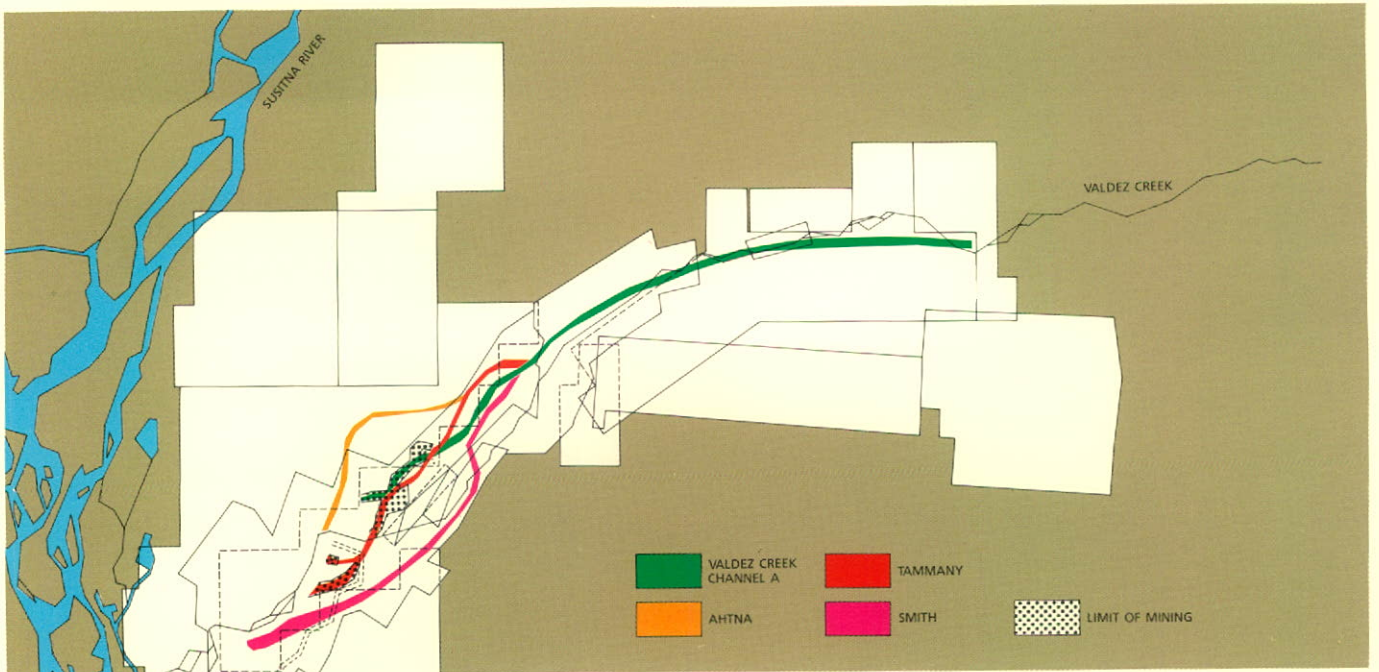 SUSITNA RIVER
VALDEZ CREEK
VALDEZ CREEK
CHANNEL A
TAMMANY
AHTNA
SMITH
LIMIT OF MINING